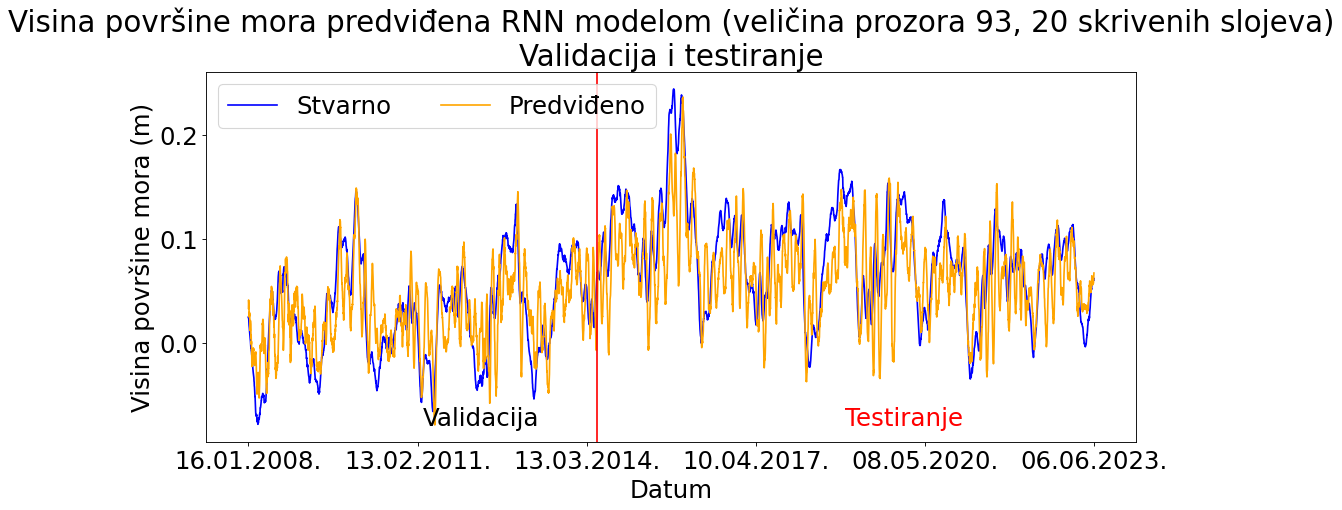 Visina površine mora predviđena RNN modelom (veličina prozora 93, 20 skrivenih slojeva)
Validacija i testiranje
Stvarno
Predviđeno
Visina površine mora (m)
0.2
0.1
0.0
Validacija
Testiranje
16.01.2008.
13.02.2011.
13.03.2014.
10.04.2017.
08.05.2020.
06.06.2023.
Datum